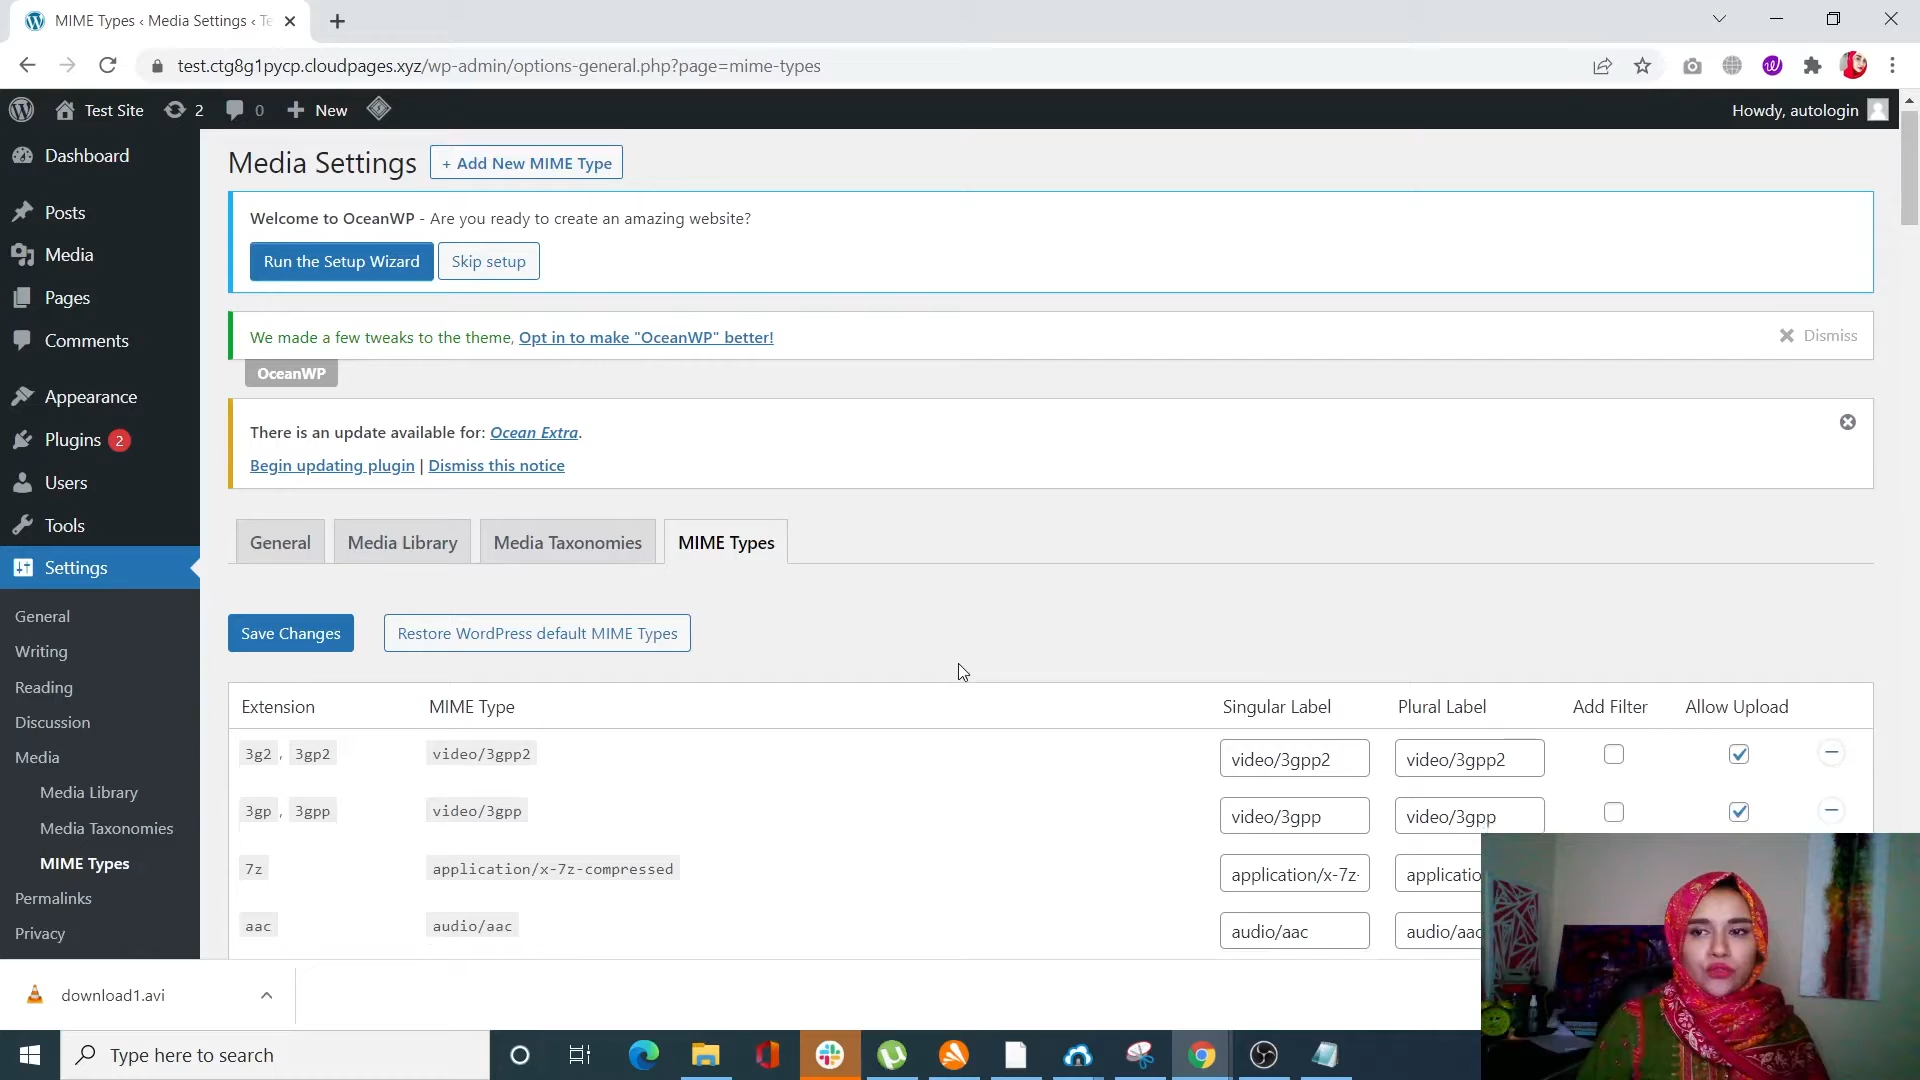 MIME Types ‹ Media Settings ‹ Te
test.ctg8g1pycp.cloudpages.xyz/wp-admin/options-general.php?page=mime-types
Test Site 2 0 New Howdy, autologin
Dashboard
Posts
Media
Pages
Comments
Appearance
Plugins 2
Users
Tools
Settings
General
Writing
Reading
Discussion
Media
Media Library
Media Taxonomies
MIME Types
Permalinks
Privacy
Media Settings + Add New MIME Type
Welcome to OceanWP - Are you ready to create an amazing website?
Run the Setup Wizard Skip setup
We made a few tweaks to the theme, Opt in to make "OceanWP" better! Dismiss
OceanWP
There is an update available for: Ocean Extra.
Begin updating plugin | Dismiss this notice
General Media Library Media Taxonomies MIME Types
Save Changes Restore WordPress default MIME Types
Extension MIME Type Singular Label Plural Label Add Filter Allow Upload
3g2, 3gp2 video/3gpp2 video/3gpp2 video/3gpp2
3gp, 3gpp video/3gpp video/3gpp video/3gpp
7z application/x-7z-compressed application/x-7z- applicatio
aac audio/aac audio/aac audio/aac
download1.avi
Type here to search